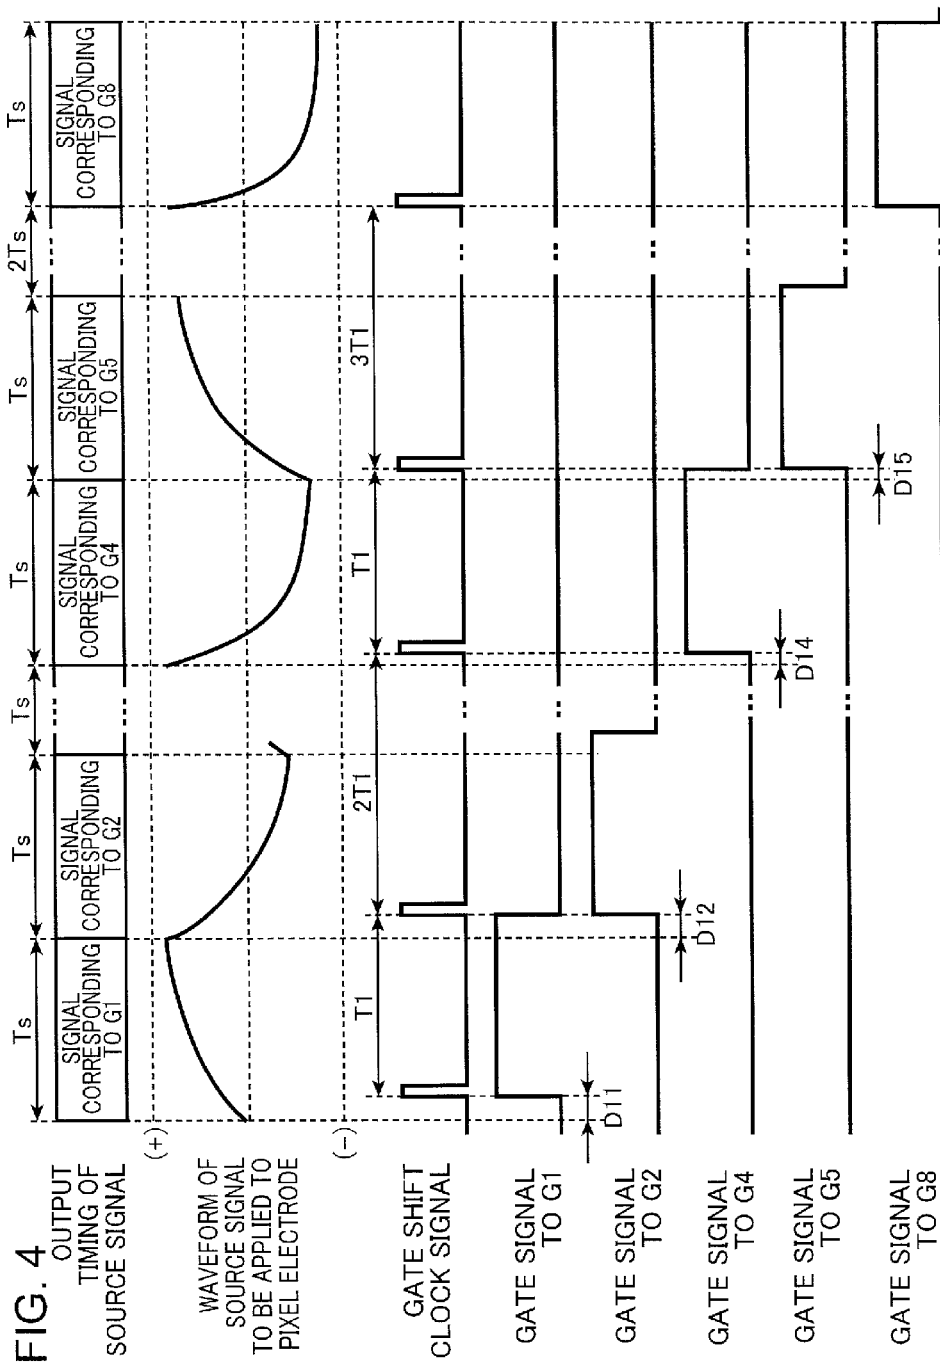 FIG. 4
OUTPUT
TIMING OF
SOURCE SIGNAL
Ts
Ts
Ts
Ts
Ts
2Ts
Ts
SIGNAL
CORRESPONDING
TO G1
SIGNAL
CORRESPONDING
TO G2
SIGNAL
CORRESPONDING
TO G4
SIGNAL
CORRESPONDING
TO G5
SIGNAL
CORRESPONDING
TO G8
WAVEFORM OF
SOURCE SIGNAL
TO BE APPLIED TO
PIXEL ELECTRODE
(+)
(-)
GATE SHIFT
CLOCK SIGNAL
T1
2T1
T1
3T1
GATE SIGNAL
TO G1
D11
GATE SIGNAL
TO G2
D12
GATE SIGNAL
TO G4
D14
GATE SIGNAL
TO G5
D15
GATE SIGNAL
TO G8